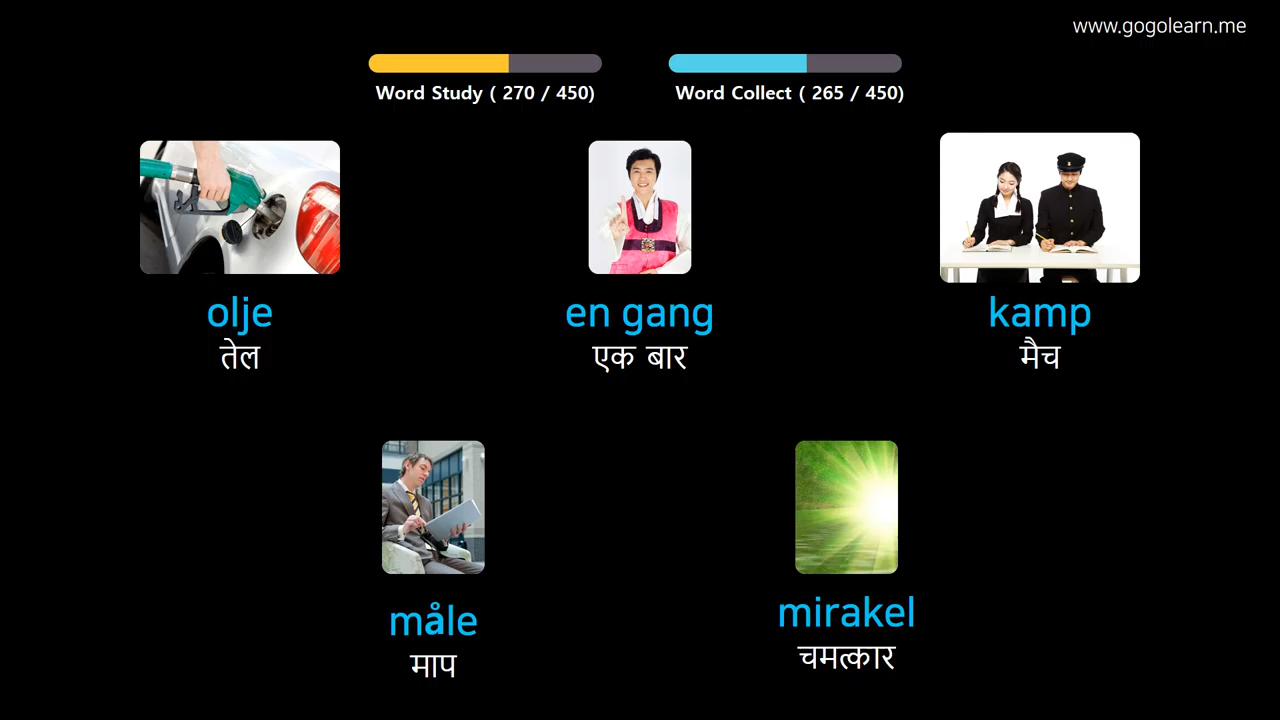 www.gogolearn.me
Word Study ( 270 / 450)
Word Collect ( 265 / 450)
olje
तेल
en gang
एक बार
kamp
मैच
måle
माप
mirakel
चमत्कार